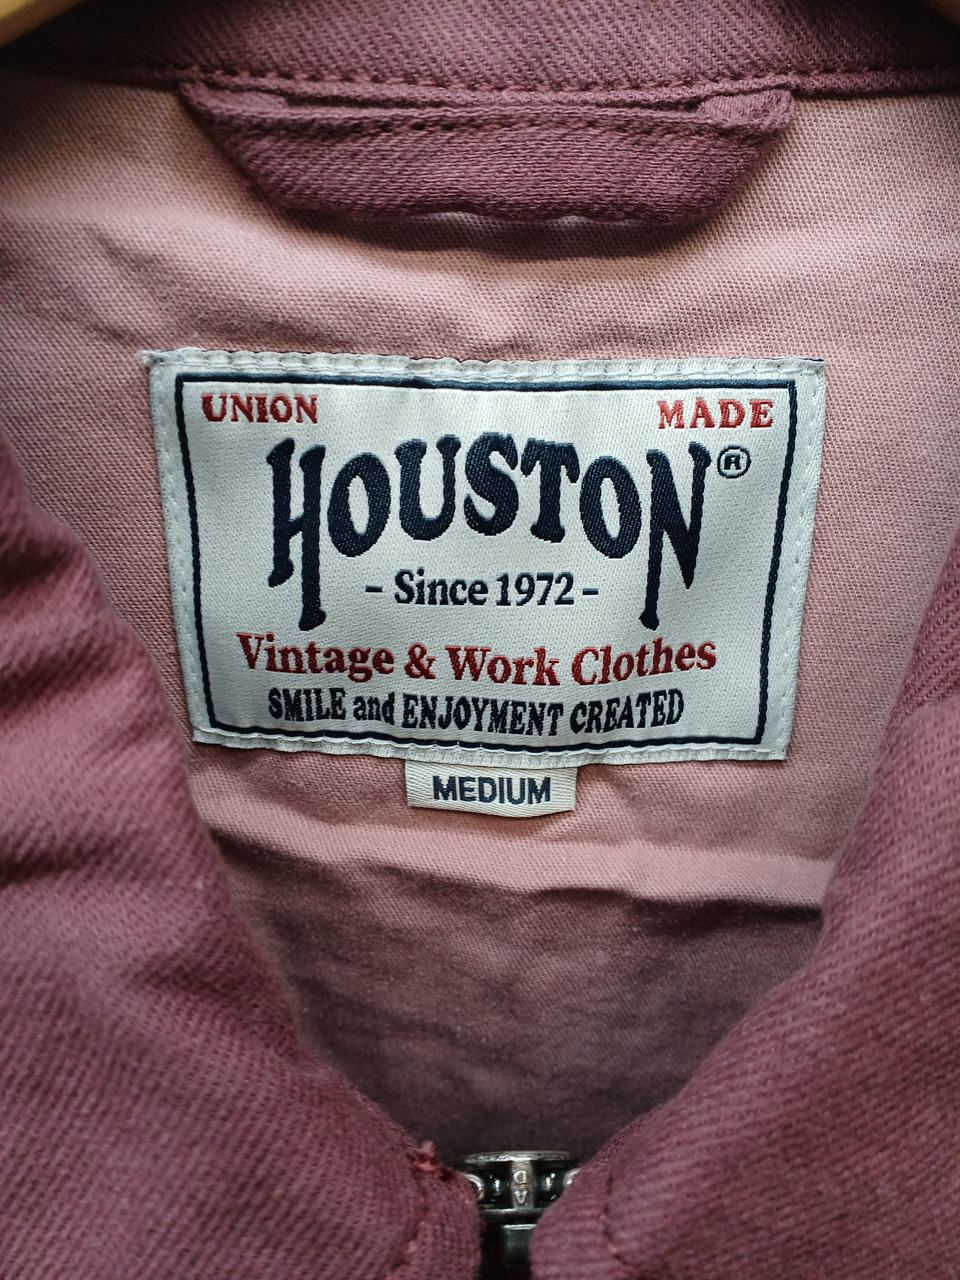 UNION MADE
HOUSTON®
- Since 1972 -
Vintage & Work Clothes
SMILE and ENJOYMENT CREATED
MEDIUM